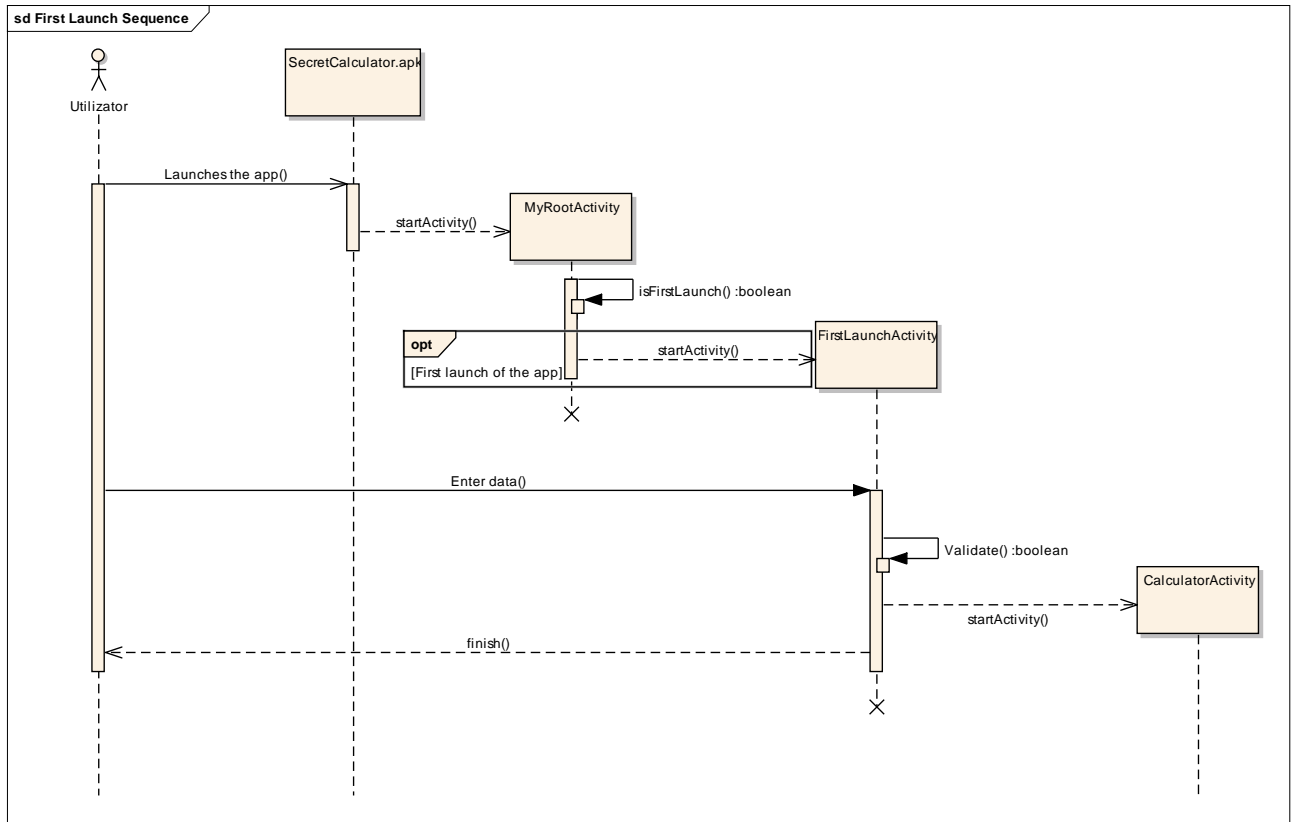 sd First Launch Sequence
Utilizator
SecretCalculator.apk
Launches the app()
MyRootActivity
startActivity()
isFirstLaunch() :boolean
FirstLaunchActivity
opt
startActivity()
[First launch of the app]
Enter data()
Validate() :boolean
CalculatorActivity
startActivity()
finish()